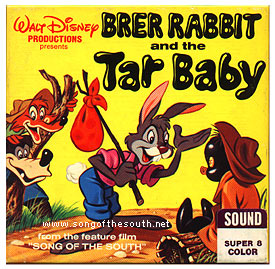 WALT DISNEY
PRODUCTIONS
presents
BRER RABBIT
and the
Tar Baby
www.songofthesouth.net
from the feature film
"SONG OF THE SOUTH"
SOUND
SUPER 8
COLOR